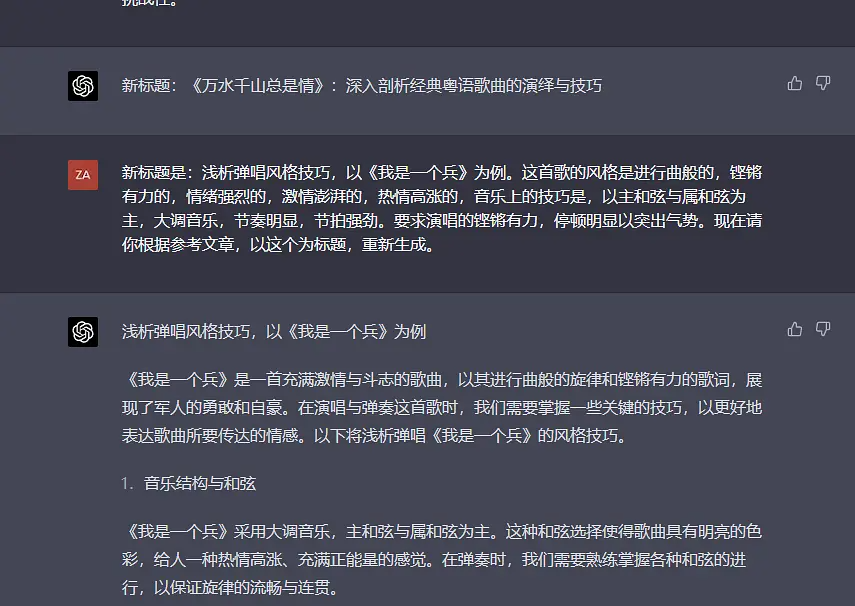 挑战性。
新标题：《万水千山总是情》：深入剖析经典粤语歌曲的演绎与技巧
ZA
新标题是：浅析弹唱风格技巧，以《我是一个兵》为例。这首歌的风格是进行曲般的，铿锵
有力的，情绪强烈的，激情澎湃的，热情高涨的，音乐上的技巧是，以主和弦与属和弦为
主，大调音乐，节奏明显，节拍强劲。要求演唱的铿锵有力，停顿明显以突出气势。现在请
你根据参考文章，以这个为标题，重新生成。
浅析弹唱风格技巧，以《我是一个兵》为例
《我是一个兵》是一首充满激情与斗志的歌曲，以其进行曲般的旋律和铿锵有力的歌词，展
现了军人的勇敢和自豪。在演唱与弹奏这首歌时，我们需要掌握一些关键的技巧，以更好地
表达歌曲所要传达的情感。以下将浅析弹唱《我是一个兵》的风格技巧。
1. 音乐结构与和弦
《我是一个兵》采用大调音乐，主和弦与属和弦为主。这种和弦选择使得歌曲具有明亮的色
彩，给人一种热情高涨、充满正能量的感觉。在弹奏时，我们需要熟练掌握各种和弦的进
行，以保证旋律的流畅与连贯。